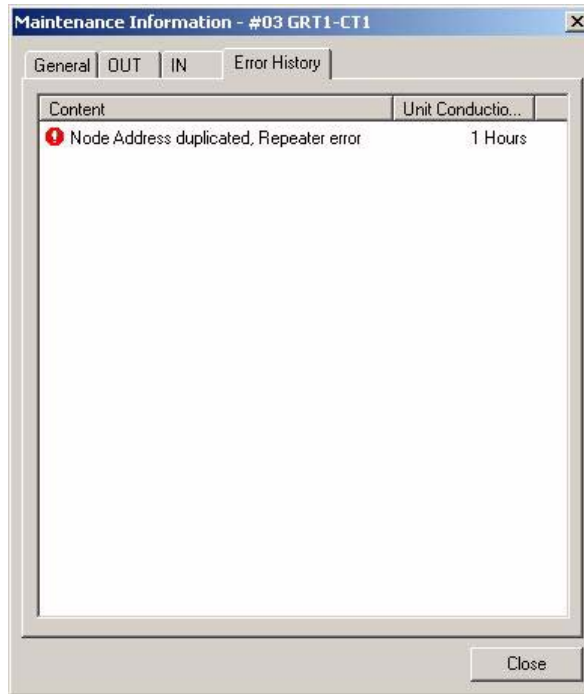 Maintenance Information - #03 GRT1-CT1
General OUT IN Error History
Content Unit Conductio...
Node Address duplicated, Repeater error 1 Hours
Close